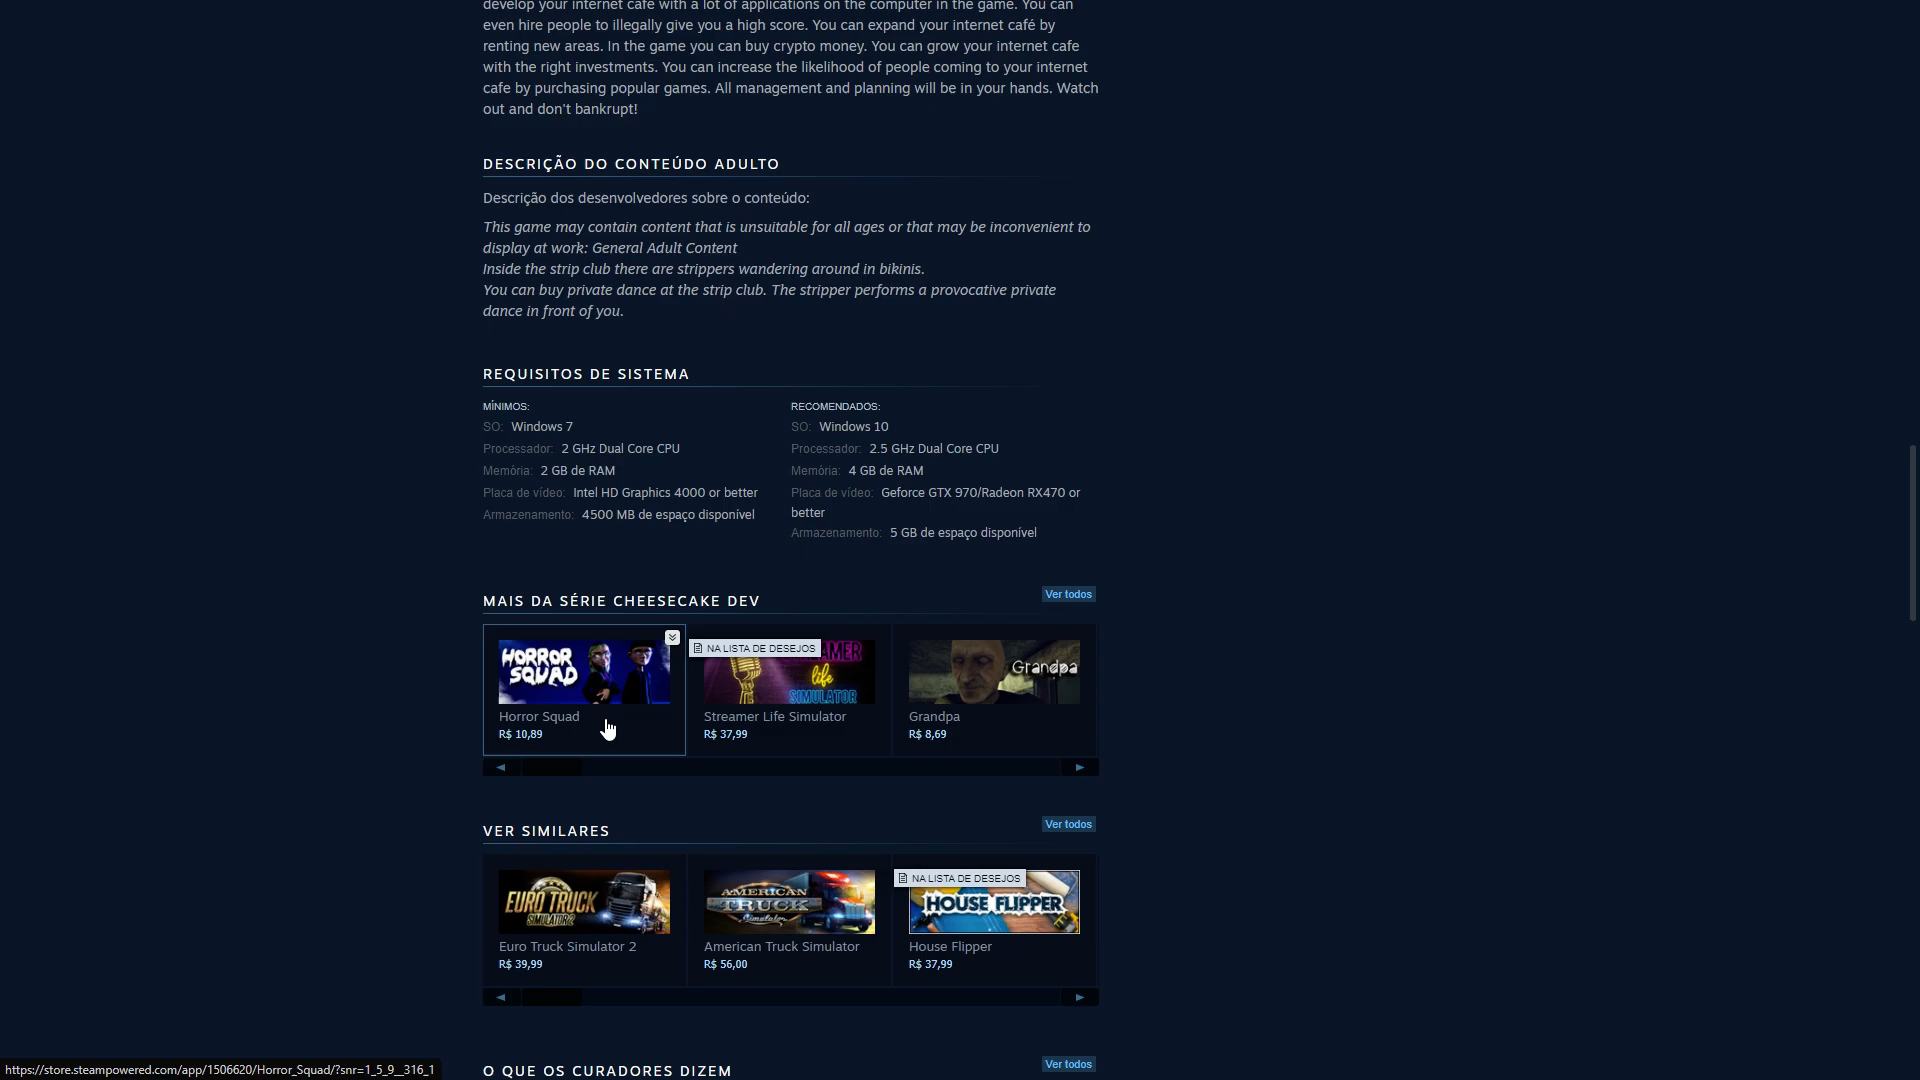 develop your internet cafe with a lot of applications on the computer in the game. You can
even hire people to illegally give you a high score. You can expand your internet café by
renting new areas. In the game you can buy crypto money. You can grow your internet cafe
with the right investments. You can increase the likelihood of people coming to your internet
cafe by purchasing popular games. All management and planning will be in your hands. Watch
out and don't bankrupt!
DESCRIÇÃO DO CONTEÚDO ADULTO
Descrição dos desenvolvedores sobre o conteúdo:
This game may contain content that is unsuitable for all ages or that may be inconvenient to
display at work: General Adult Content
Inside the strip club there are strippers wandering around in bikinis.
You can buy private dance at the strip club. The stripper performs a provocative private
dance in front of you.
REQUISITOS DE SISTEMA
MÍNIMOS:
SO: Windows 7
Processador: 2 GHz Dual Core CPU
Memória: 2 GB de RAM
Placa de vídeo: Intel HD Graphics 4000 or better
Armazenamento: 4500 MB de espaço disponível
RECOMENDADOS:
SO: Windows 10
Processador: 2.5 GHz Dual Core CPU
Memória: 4 GB de RAM
Placa de vídeo: Geforce GTX 970/Radeon RX470 or
better
Armazenamento: 5 GB de espaço disponível
MAIS DA SÉRIE CHEESECAKE DEV
Ver todos
HORROR
SQUAD
Horror Squad
R$ 10,89
NA LISTA DE DESEJOS
life
SIMULATOR
Streamer Life Simulator
R$ 37,99
Grandpa
Grandpa
R$ 8,69
VER SIMILARES
Ver todos
EURO TRUCK
SIMULATOR 2
Euro Truck Simulator 2
R$ 39,99
AMERICAN
TRUCK
Simulator
American Truck Simulator
R$ 56,00
NA LISTA DE DESEJOS
HOUSE FLIPPER
House Flipper
R$ 37,99
O QUE OS CURADORES DIZEM
Ver todos
https://store.steampowered.com/app/1506620/Horror_Squad/?snr=1_5_9__316_1